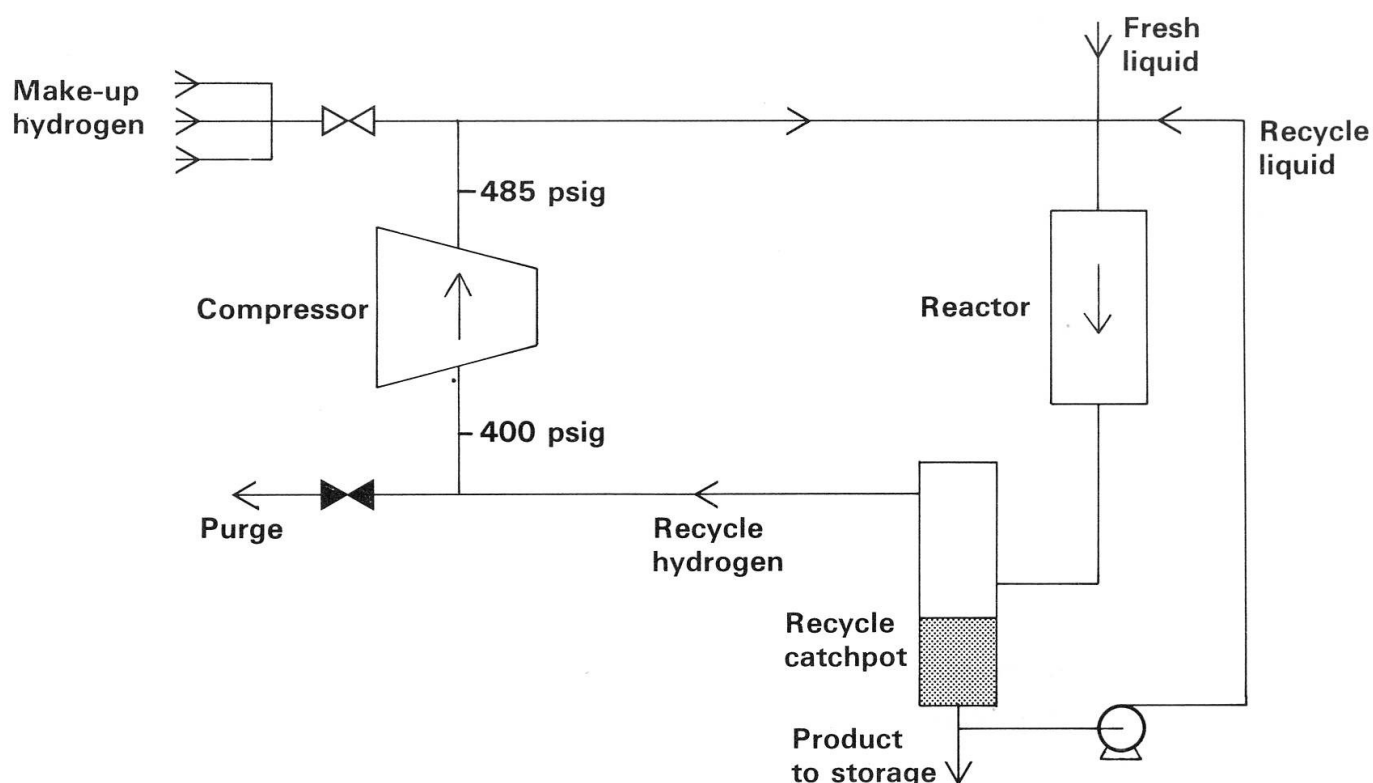 Fresh
liquid
Make-up
hydrogen
Recycle
liquid
485 psig
Compressor
Reactor
400 psig
Purge
Recycle
hydrogen
Recycle
catchpot
Product
to storage